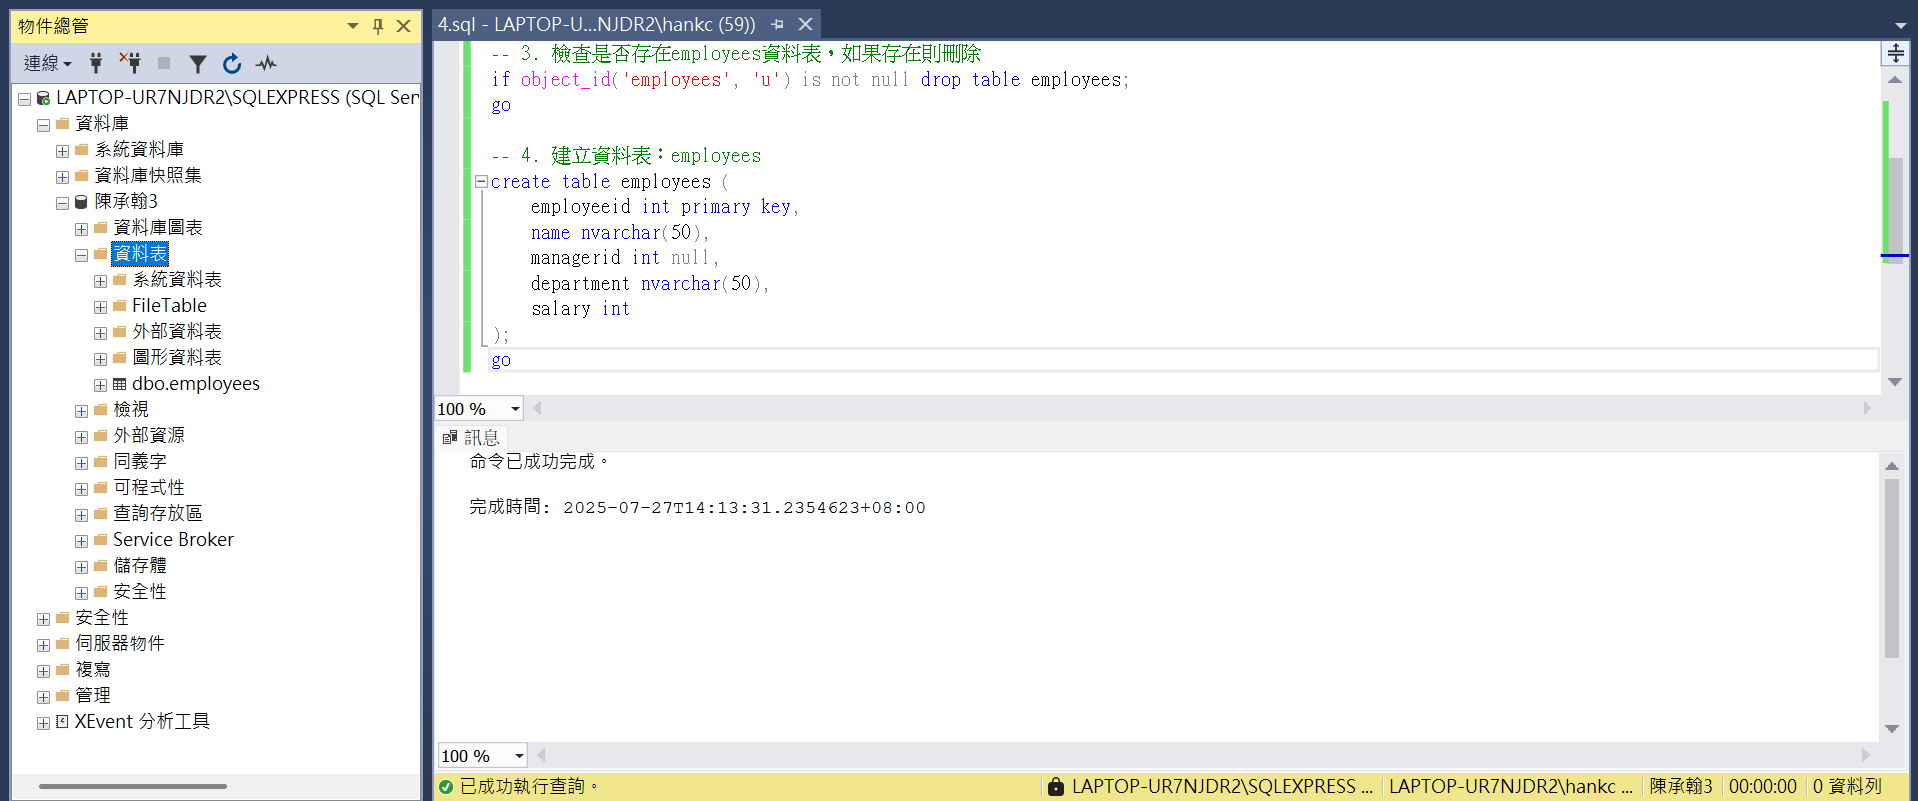 物件總管
連線
LAPTOP-UR7NJDR2\SQLEXPRESS (SQL Ser
資料庫
系統資料庫
資料庫快照集
陳承翰3
資料庫圖表
資料表
系統資料表
FileTable
外部資料表
圖形資料表
dbo.employees
檢視
外部資源
同義字
可程式性
查詢存放區
Service Broker
儲存體
安全性
安全性
伺服器物件
複寫
管理
XEvent 分析工具
4.sql - LAPTOP-U...NJDR2\hankc (59))
-- 3. 檢查是否存在employees資料表，如果存在則刪除
if object_id('employees', 'u') is not null drop table employees;
go
-- 4. 建立資料表：employees
create table employees (
employeeid int primary key,
name nvarchar(50),
managerid int null,
department nvarchar(50),
salary int
);
go
100 %
訊息
命令已成功完成。
完成時間: 2025-07-27T14:13:31.2354623+08:00
100 %
已成功執行查詢。
LAPTOP-UR7NJDR2\SQLEXPRESS ...
LAPTOP-UR7NJDR2\hankc ...
陳承翰3
00:00:00
0 資料列